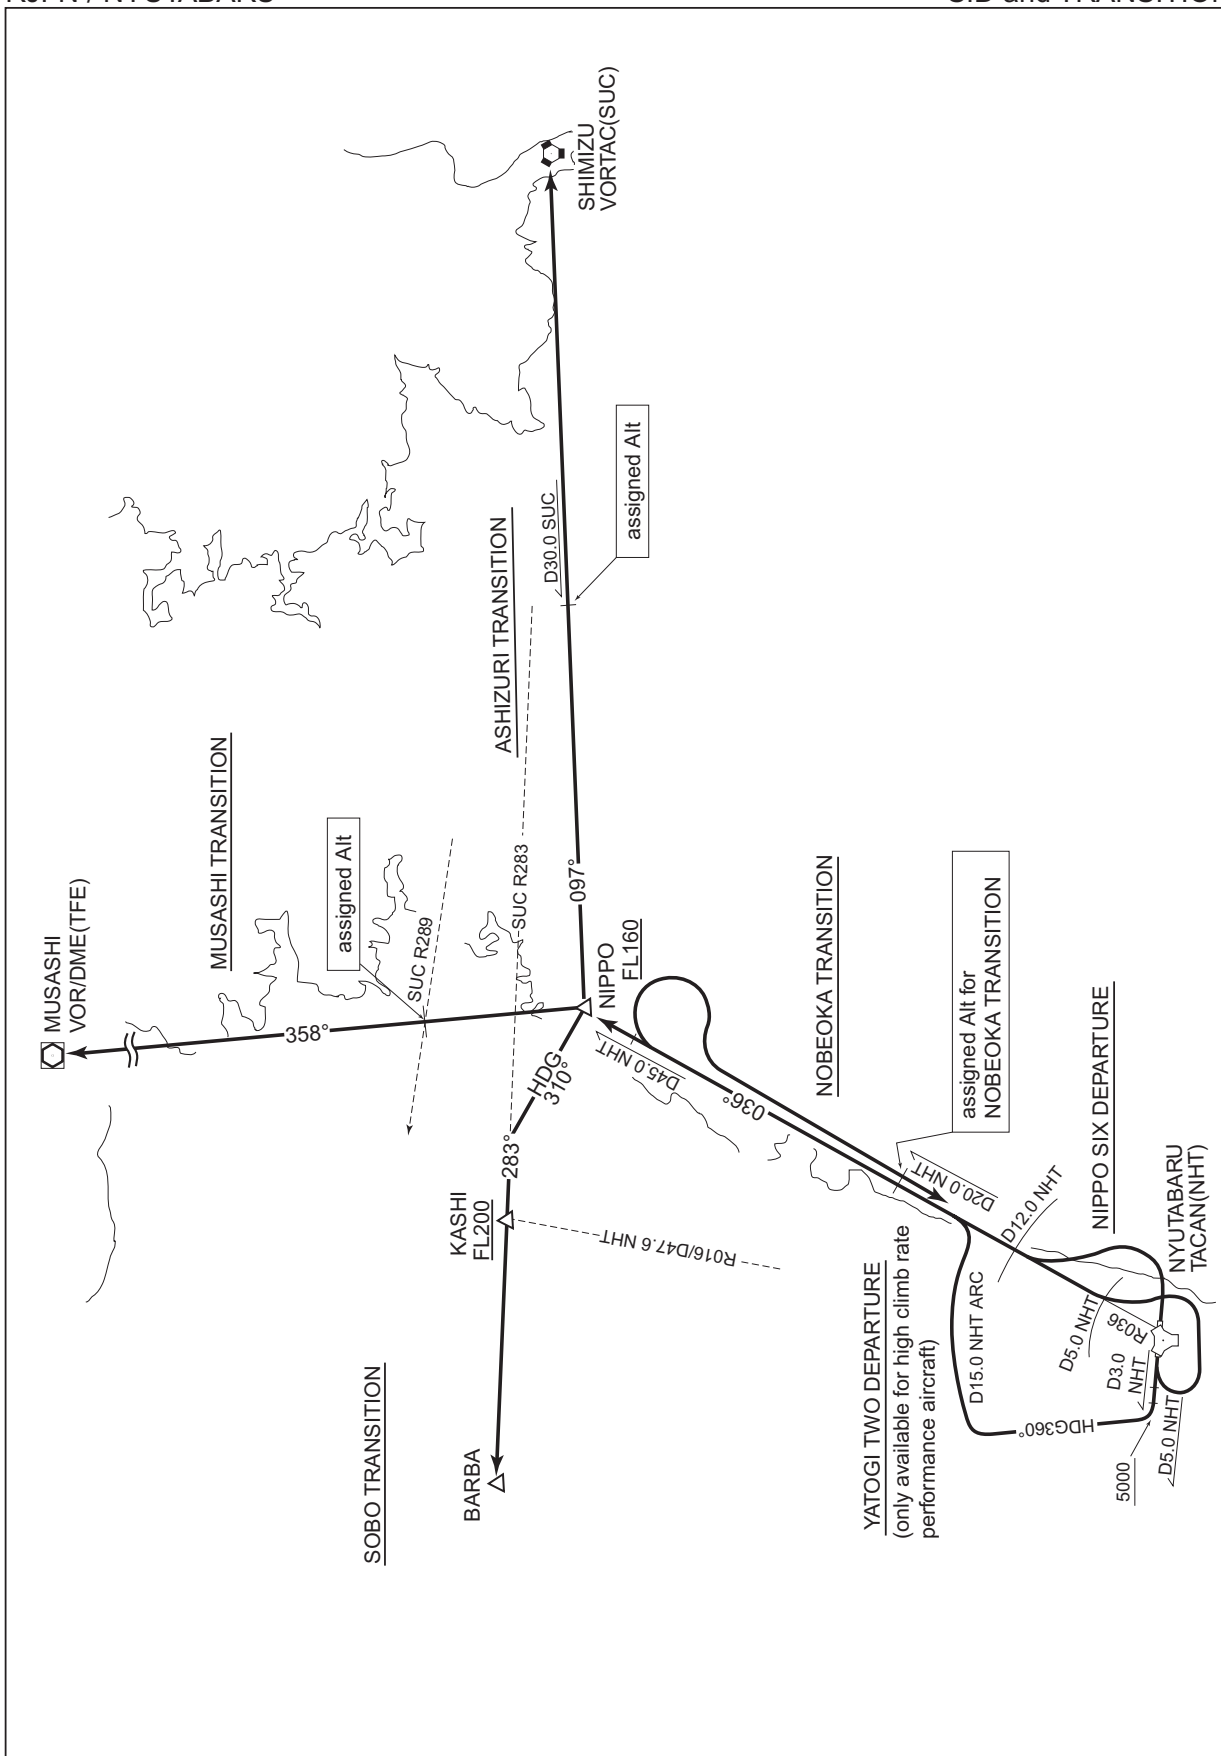 MUSASHI
VOR/DME(TFE)
MUSASHI TRANSITION
358°
assigned Alt
SUC R289
SHIMIZU
VORTAC(SUC)
ASHIZURI TRANSITION
D30.0 SUC
assigned Alt
SUC R283
097°
NIPPO
FL160
HDG
310°
283°
KASHI
FL200
R016/D47.6 NHT
BARBA
SOBO TRANSITION
D45.0 NHT
036°
NOBEOKA TRANSITION
assigned Alt for
NOBEOKA TRANSITION
D20.0 NHT
D12.0 NHT
NIPPO SIX DEPARTURE
YATOGI TWO DEPARTURE
(only available for high climb rate
performance aircraft)
D15.0 NHT ARC
D5.0 NHT
R036
NYUTABARU
TACAN(NHT)
D3.0
NHT
HDG360°
5000
D5.0 NHT